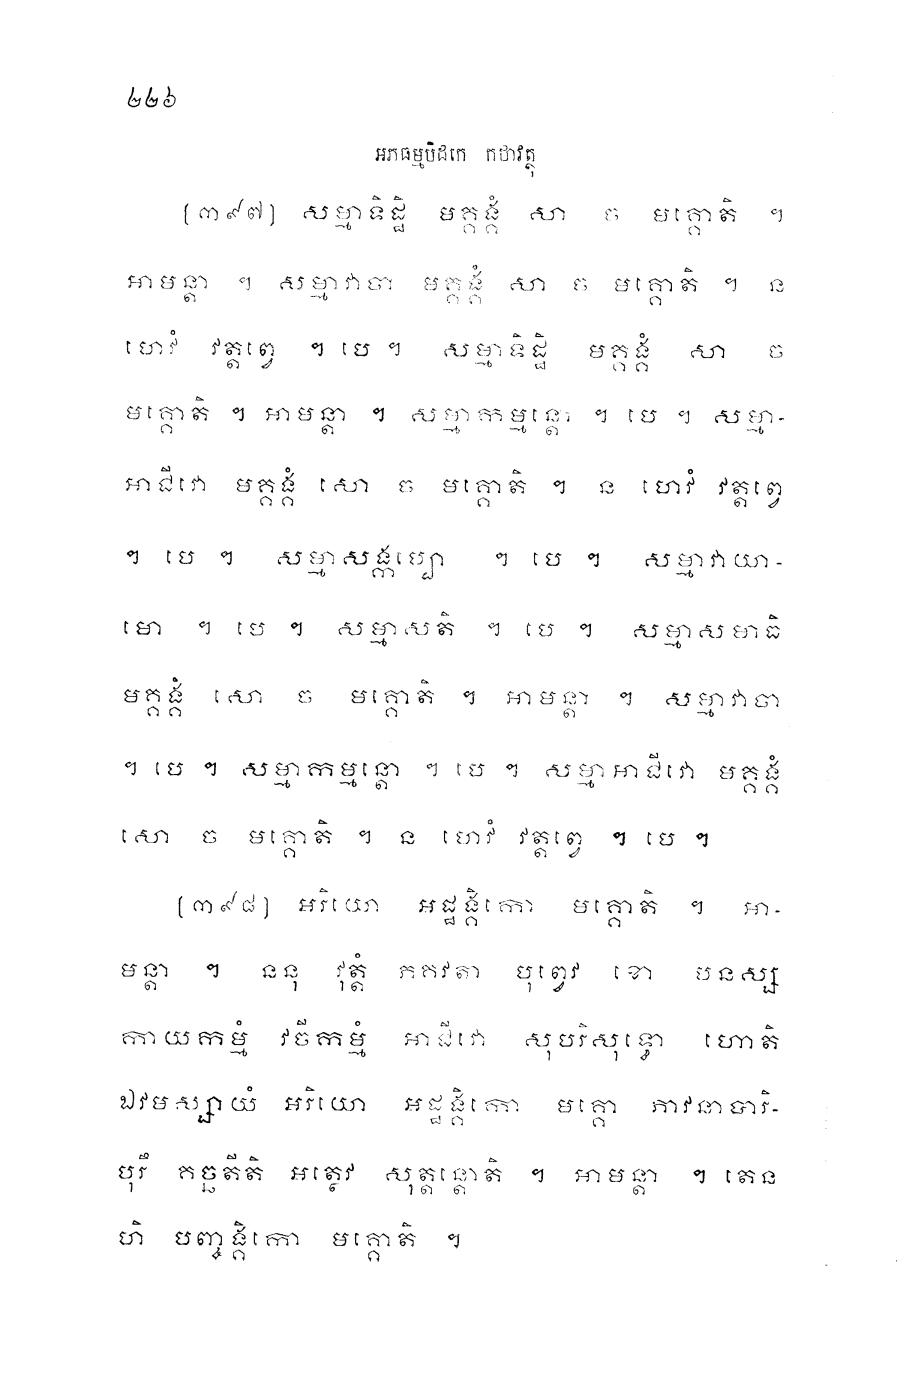 ២២៦
អភិធម្មបិដកេ កថាវត្ថុ
(៣៩៧) សម្មាទិដ្ឋិ មគ្គង្គំ សា ច មគ្គោតិ ។
អាមន្តា ។ សម្មាវាចា មគ្គង្គំ សា ច មគ្គោតិ ។ ន
ហេវំ វត្តព្វេ ។ បេ ។ សម្មាទិដ្ឋិ មគ្គង្គំ សា ច
មគ្គោតិ ។ អាមន្តា ។ សម្មាកម្មន្តោ ។ បេ ។ សម្មា-
អាជីវោ មគ្គង្គំ សោ ច មគ្គោតិ ។ ន ហេវំ វត្តព្វេ
។ បេ ។ សម្មាសង្កប្បោ ។ បេ ។ សម្មាវាយា-
មោ ។ បេ ។ សម្មាសតិ ។ បេ ។ សម្មាសមាធិ
មគ្គង្គំ សោ ច មគ្គោតិ ។ អាមន្តា ។ សម្មាវាចា
។ បេ ។ សម្មាកម្មន្តោ ។ បេ ។ សម្មាអាជីវោ មគ្គង្គំ
សោ ច មគ្គោតិ ។ ន ហេវំ វត្តព្វេ ។ បេ ។
(៣៩៨) អរិយោ អដ្ឋង្គិកោ មគ្គោតិ ។ អា-
មន្តា ។ ននុ វុត្តំ ភគវតា បុព្វេវ ខោ បនស្ស
កាយកម្មំ វចីកម្មំ អាជីវោ សុបរិសុទ្ធោ ហោតិ
ឯវមស្សាយំ អរិយោ អដ្ឋង្គិកោ មគ្គោ ភាវនាបារិ-
បុរឹ គច្ឆតីតិ អត្ថេវ សុត្តន្តោតិ ។ អាមន្តា ។ តេន
ហិ បញ្ចង្គិកោ មគ្គោតិ ។